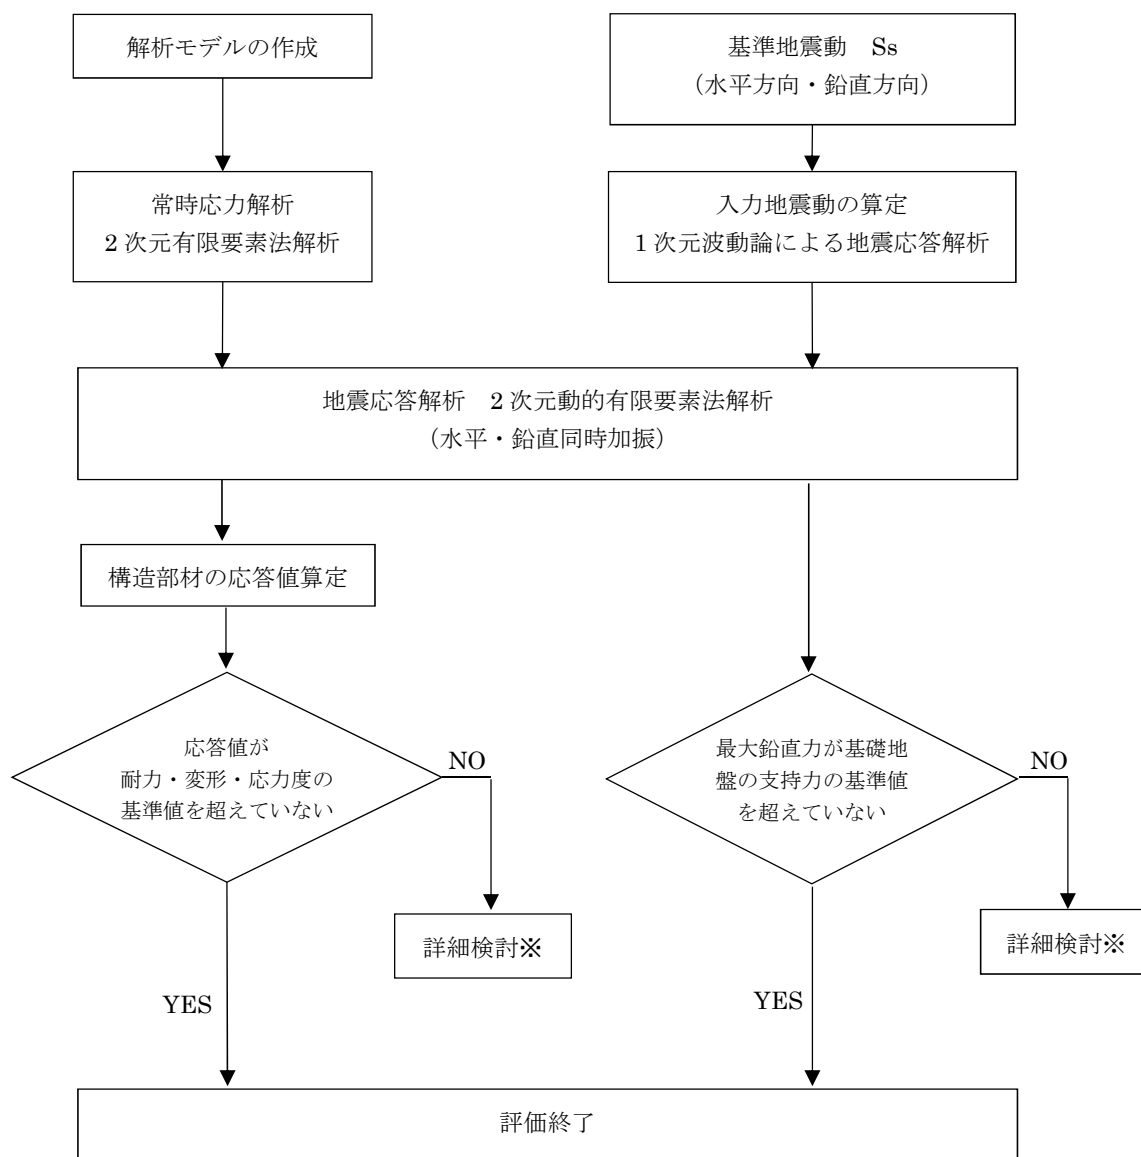 解析モデルの作成
基準地震動　Ss
（水平方向・鉛直方向）
常時応力解析
2 次元有限要素法解析
入力地震動の算定
1 次元波動論による地震応答解析
地震応答解析　2 次元動的有限要素法解析
（水平・鉛直同時加振）
構造部材の応答値算定
応答値が
耐力・変形・応力度の
基準値を超えていない
NO
最大鉛直力が基礎地
盤の支持力の基準値
を超えていない
NO
詳細検討※
詳細検討※
YES
YES
評価終了